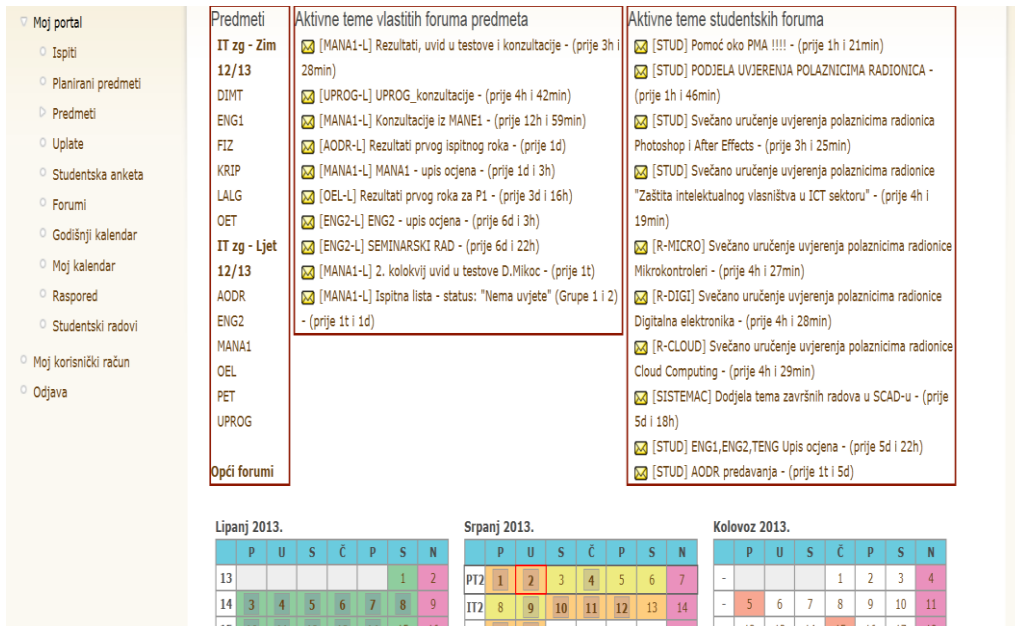 Moj portal
Ispiti
Planirani predmeti
Predmeti
Uplate
Studentska anketa
Forumi
Godišnji kalendar
Moj kalendar
Raspored
Studentski radovi
Moj korisnički račun
Odjava
Predmeti
IT zg - Zim
12/13
DIMT
ENG1
FIZ
KRIP
LALG
OET
IT zg - Ljet
12/13
AODR
ENG2
MANA1
OEL
PET
UPROG
Opći forumi
Aktivne teme vlastitih foruma predmeta
[MANA1-L] Rezultati, uvid u testove i konzultacije - (prije 3h i
28min)
[UPROG-L] UPROG_konzultacije - (prije 4h i 42min)
[MANA1-L] Konzultacije iz MANE1 - (prije 12h i 59min)
[AODR-L] Rezultati prvog ispitnog roka - (prije 1d)
[MANA1-L] MANA1 - upis ocjena - (prije 1d i 3h)
[OEL-L] Rezultati prvog roka za P1 - (prije 3d i 16h)
[ENG2-L] ENG2 - upis ocjena - (prije 6d i 3h)
[ENG2-L] SEMINARSKI RAD - (prije 6d i 22h)
[MANA1-L] 2. kolokvij uvid u testove D.Mikoc - (prije 1t)
[MANA1-L] Ispitna lista - status: "Nema uvjete" (Grupe 1 i 2)
- (prije 1t i 1d)
Aktivne teme studentskih foruma
[STUD] Pomoć oko PMA !!!! - (prije 1h i 21min)
[STUD] PODJELA UVJERENJA POLAZNICIMA RADIONICA -
(prije 1h i 46min)
[STUD] Svečano uručenje uvjerenja polaznicima radionica
Photoshop i After Effects - (prije 3h i 25min)
[STUD] Svečano uručenje uvjerenja polaznicima radionice
"Zaštita intelektualnog vlasništva u ICT sektoru" - (prije 4h i
19min)
[R-MICRO] Svečano uručenje uvjerenja polaznicima radionice
Mikrokontroleri - (prije 4h i 27min)
[R-DIGI] Svečano uručenje uvjerenja polaznicima radionice
Digitalna elektronika - (prije 4h i 28min)
[R-CLOUD] Svečano uručenje uvjerenja polaznicima radionice
Cloud Computing - (prije 4h i 29min)
[SISTEMAC] Dodjela tema završnih radova u SCAD-u - (prije
5d i 18h)
[STUD] ENG1,ENG2,TENG Upis ocjena - (prije 5d i 22h)
[STUD] AODR predavanja - (prije 1t i 5d)
Lipanj 2013.
P U S Č P S N
13 1 2
14 3 4 5 6 7 8 9
Srpanj 2013.
P U S Č P S N
PT2 1 2 3 4 5 6 7
IT2 8 9 10 11 12 13 14
Kolovoz 2013.
P U S Č P S N
- 1 2 3 4
- 5 6 7 8 9 10 11